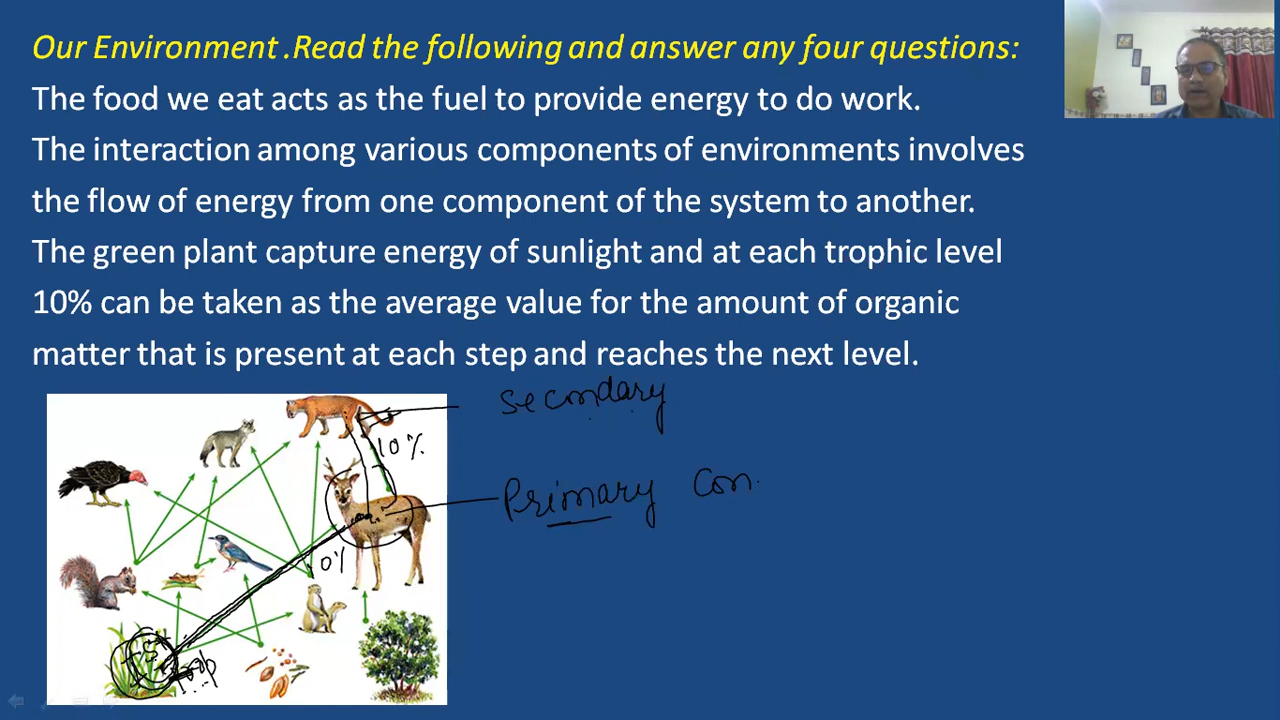 Our Environment .Read the following and answer any four questions:
The food we eat acts as the fuel to provide energy to do work.
The interaction among various components of environments involves
the flow of energy from one component of the system to another.
The green plant capture energy of sunlight and at each trophic level
10% can be taken as the average value for the amount of organic
matter that is present at each step and reaches the next level.
Secondary
10%
Primary Con.
10%